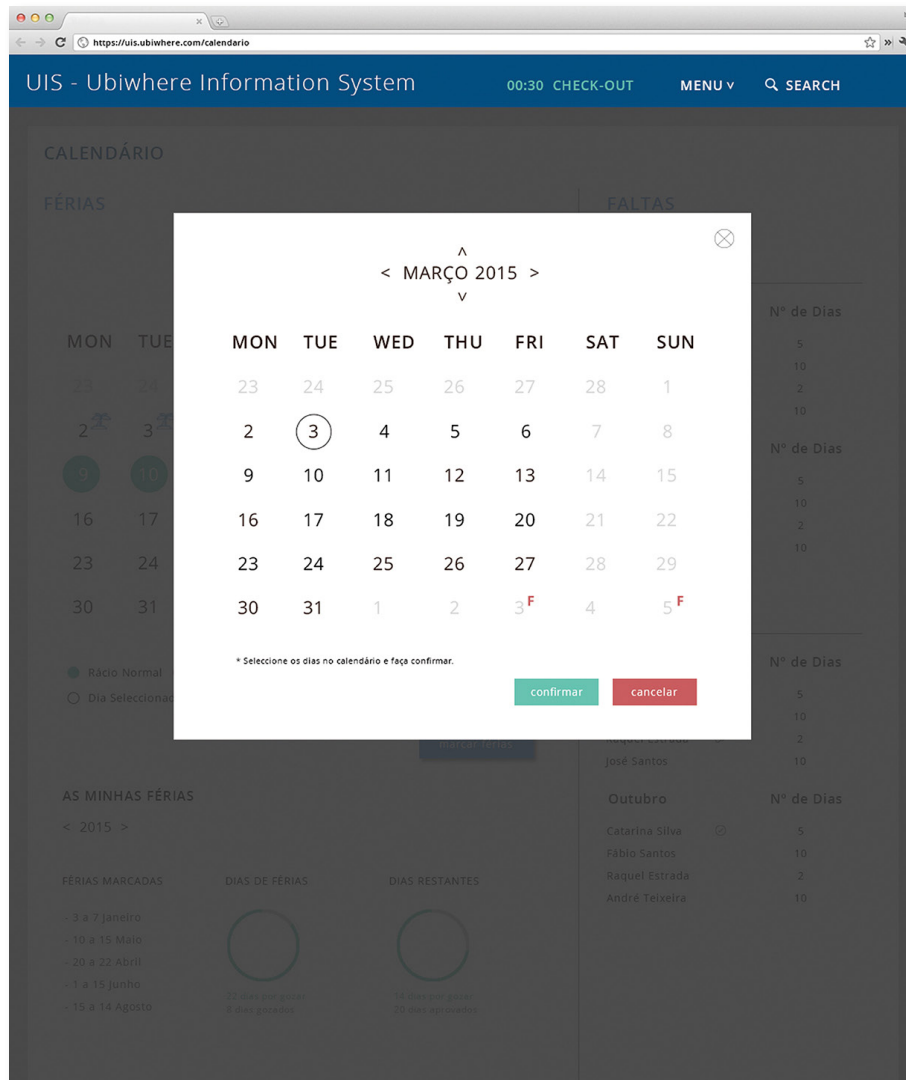 https://uis.ubiwhere.com/calendario
UIS - Ubiwhere Information System 00:30 CHECK-OUT MENU SEARCH
CALENDÁRIO
FÉRIAS FALTAS
< MARÇO 2015 >
Nº de Dias
MON TUE MON TUE WED THU FRI SAT SUN
5
10
23 24 23 24 25 26 27 28 1
2
10
2 3 2 3 4 5 6 7 8
Nº de Dias
9 10 9 10 11 12 13 14 15
5
10
16 17 16 17 18 19 20 21 22
2
10
23 24 23 24 25 26 27 28 29
30 31 30 31 1 2 3 F 4 5 F
* Seleccione os dias no calendário e faça confirmar.
Rácio Normal Nº de Dias
confirmar cancelar
Dia Seleccionad 5
10
marcar férias Raquel Estrada 2
José Santos 10
AS MINHAS FÉRIAS Outubro Nº de Dias
< 2015 >
Catarina Silva 5
Fábio Santos 10
FÉRIAS MARCADAS DIAS DE FÉRIAS DIAS RESTANTES Raquel Estrada 2
André Teixeira 10
- 3 a 7 Janeiro
- 10 a 15 Maio
- 20 a 22 Abril
- 1 a 15 Junho
- 15 a 14 Agosto
dias por gozar dias por gozar
8 dias gozados dias aprovados